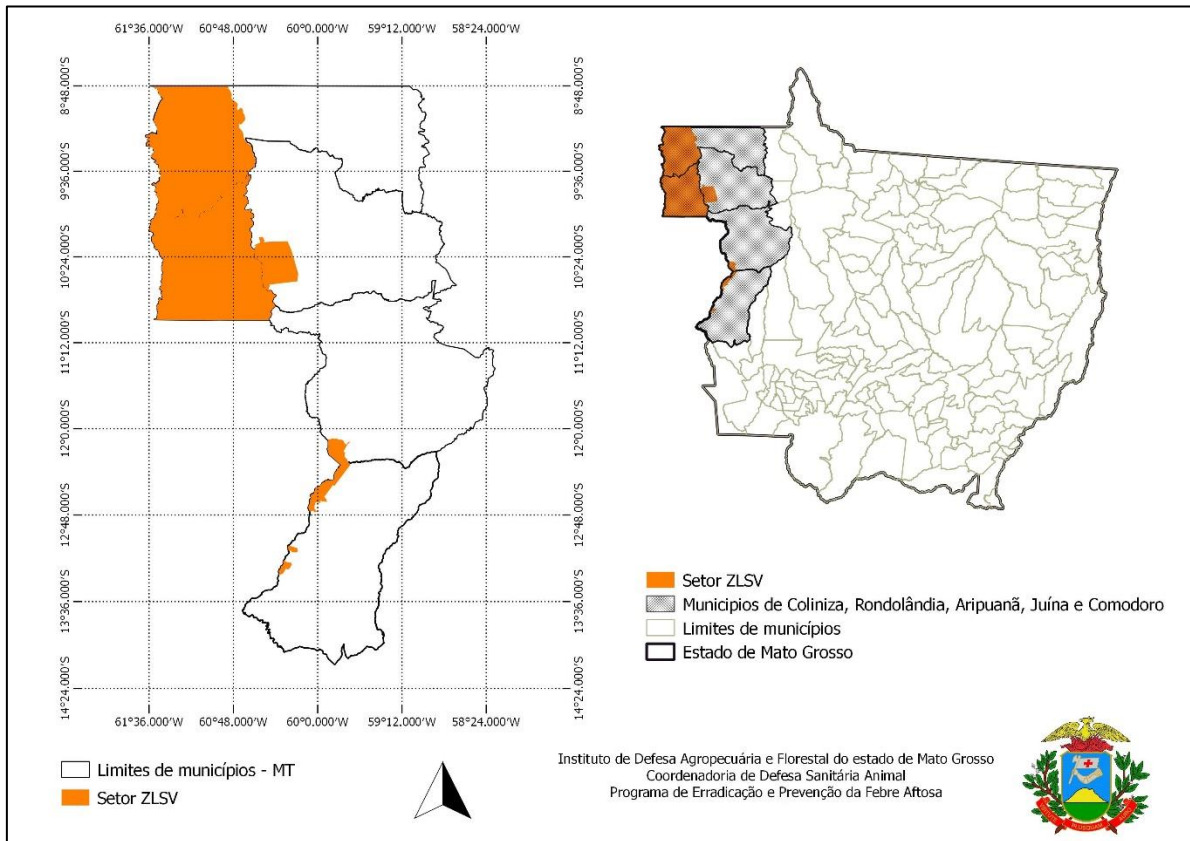 61°36.000'W 60°48.000'W 60°0.000'W 59°12.000'W 58°24.000'W
8°48.000'S 8°48.000'S
9°36.000'S 9°36.000'S
10°24.000'S 10°24.000'S
11°12.000'S 11°12.000'S
12°0.000'S 12°0.000'S
12°48.000'S 12°48.000'S
13°36.000'S 13°36.000'S
14°24.000'S 14°24.000'S
61°36.000'W 60°48.000'W 60°0.000'W 59°12.000'W 58°24.000'W
Limites de municípios - MT
Setor ZLSV
Setor ZLSV
Municipios de Coliniza, Rondolândia, Aripuanã, Juína e Comodoro
Limites de municípios
Estado de Mato Grosso
Instituto de Defesa Agropecuária e Florestal do estado de Mato Grosso
Coordenadoria de Defesa Sanitária Animal
Programa de Erradicação e Prevenção da Febre Aftosa